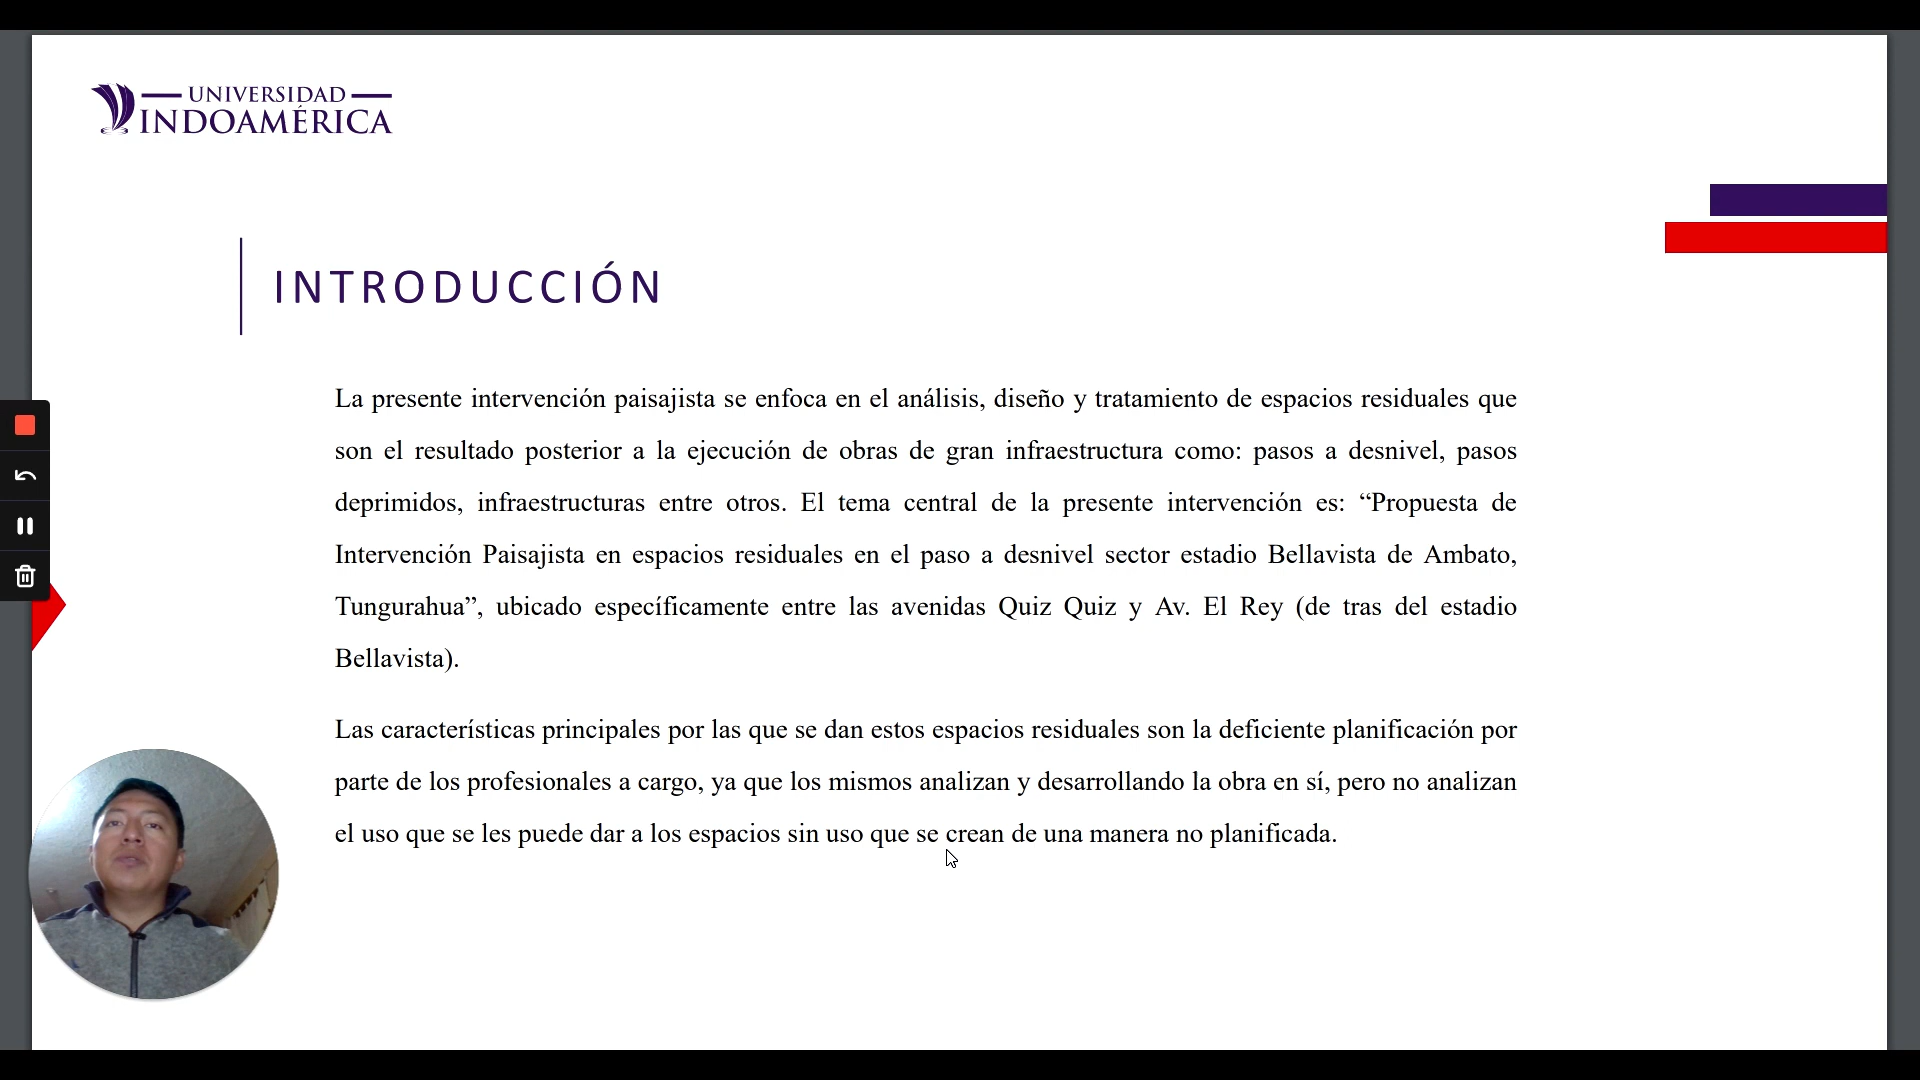 UNIVERSIDAD
INDOAMÉRICA
INTRODUCCIÓN
La presente intervención paisajista se enfoca en el análisis, diseño y tratamiento de espacios residuales que
son el resultado posterior a la ejecución de obras de gran infraestructura como: pasos a desnivel, pasos
deprimidos, infraestructuras entre otros. El tema central de la presente intervención es: “Propuesta de
Intervención Paisajista en espacios residuales en el paso a desnivel sector estadio Bellavista de Ambato,
Tungurahua”, ubicado específicamente entre las avenidas Quiz Quiz y Av. El Rey (de tras del estadio
Bellavista).
Las características principales por las que se dan estos espacios residuales son la deficiente planificación por
parte de los profesionales a cargo, ya que los mismos analizan y desarrollando la obra en sí, pero no analizan
el uso que se les puede dar a los espacios sin uso que se crean de una manera no planificada.